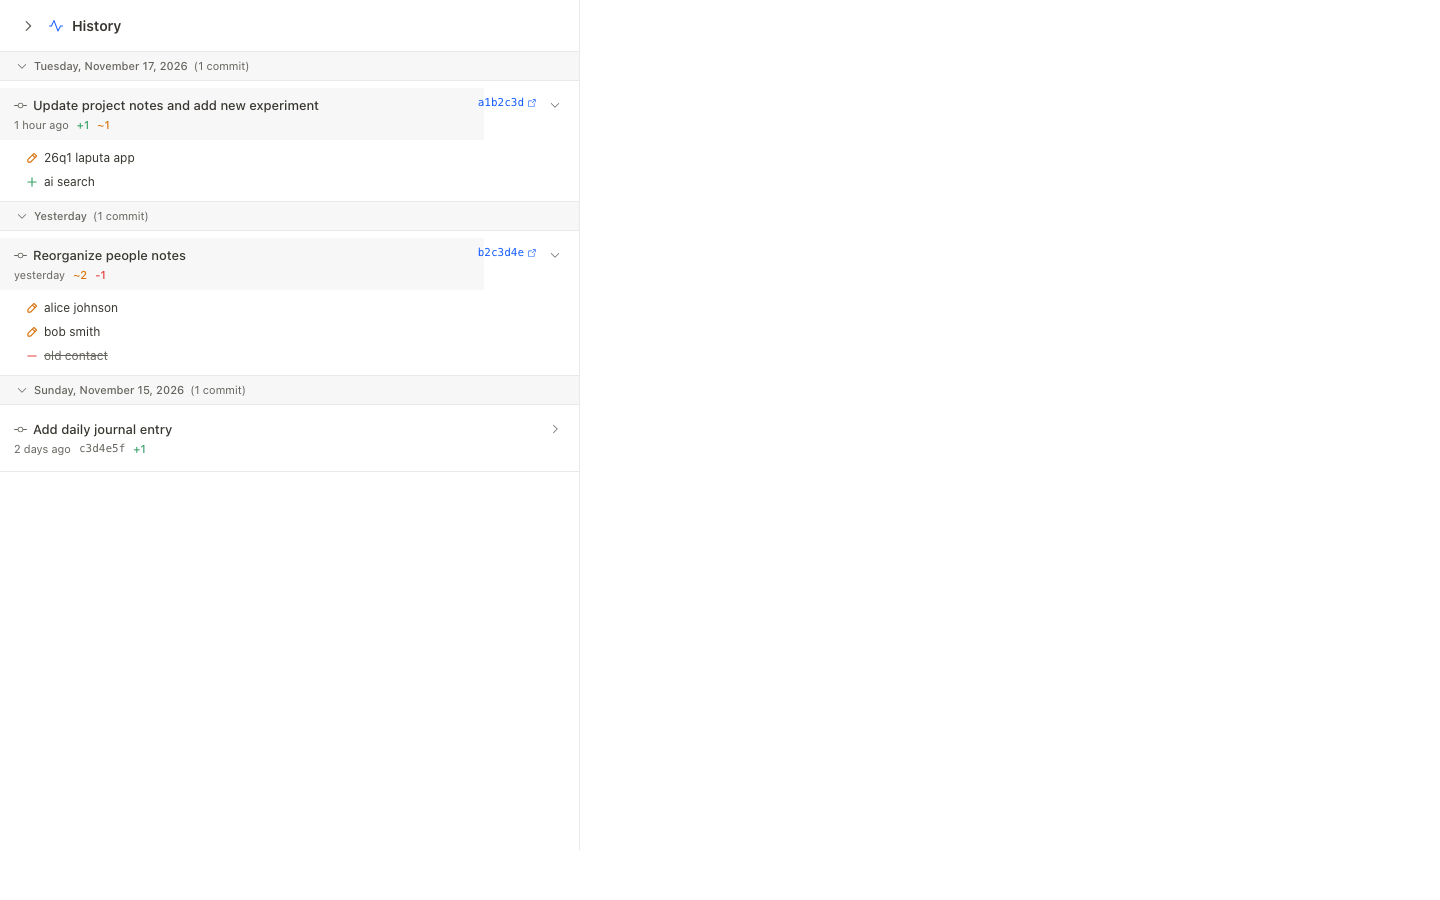 History
Tuesday, November 17, 2026 (1 commit)
Update project notes and add new experiment a1b2c3d
1 hour ago +1 ~1
26q1 laputa app
ai search
Yesterday (1 commit)
Reorganize people notes b2c3d4e
yesterday ~2 -1
alice johnson
bob smith
old contact
Sunday, November 15, 2026 (1 commit)
Add daily journal entry
2 days ago c3d4e5f +1